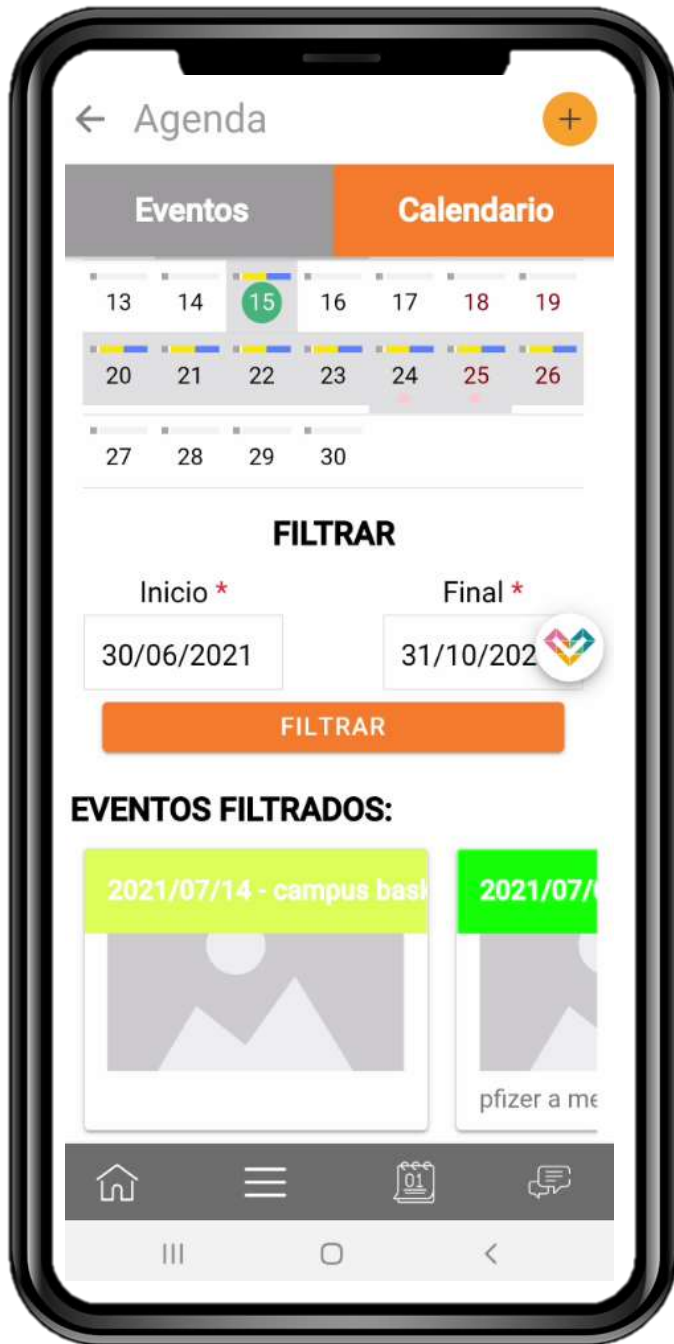 Agenda
Eventos Calendario
13 14 15 16 17 18 19
20 21 22 23 24 25 26
27 28 29 30
FILTRAR
Inicio * Final *
30/06/2021 31/10/202
FILTRAR
EVENTOS FILTRADOS:
2021/07/14 - campus bask 2021/07/
pfizer a me
01